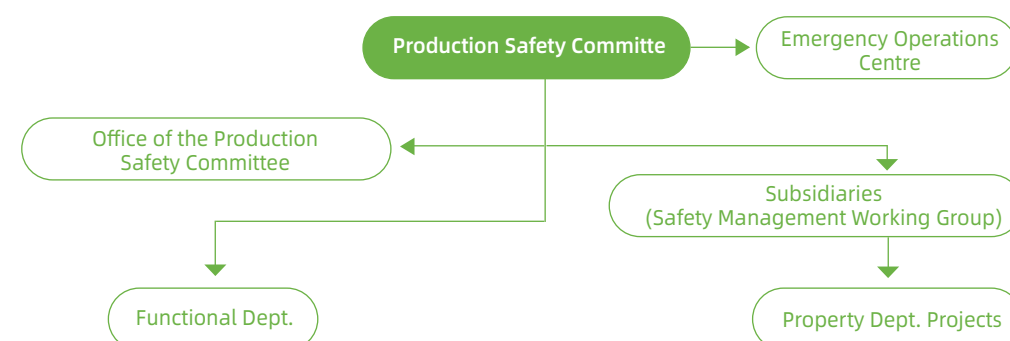 Production Safety Committe
Emergency Operations
Centre
Office of the Production
Safety Committee
Subsidiaries
(Safety Management Working Group)
Functional Dept.
Property Dept. Projects